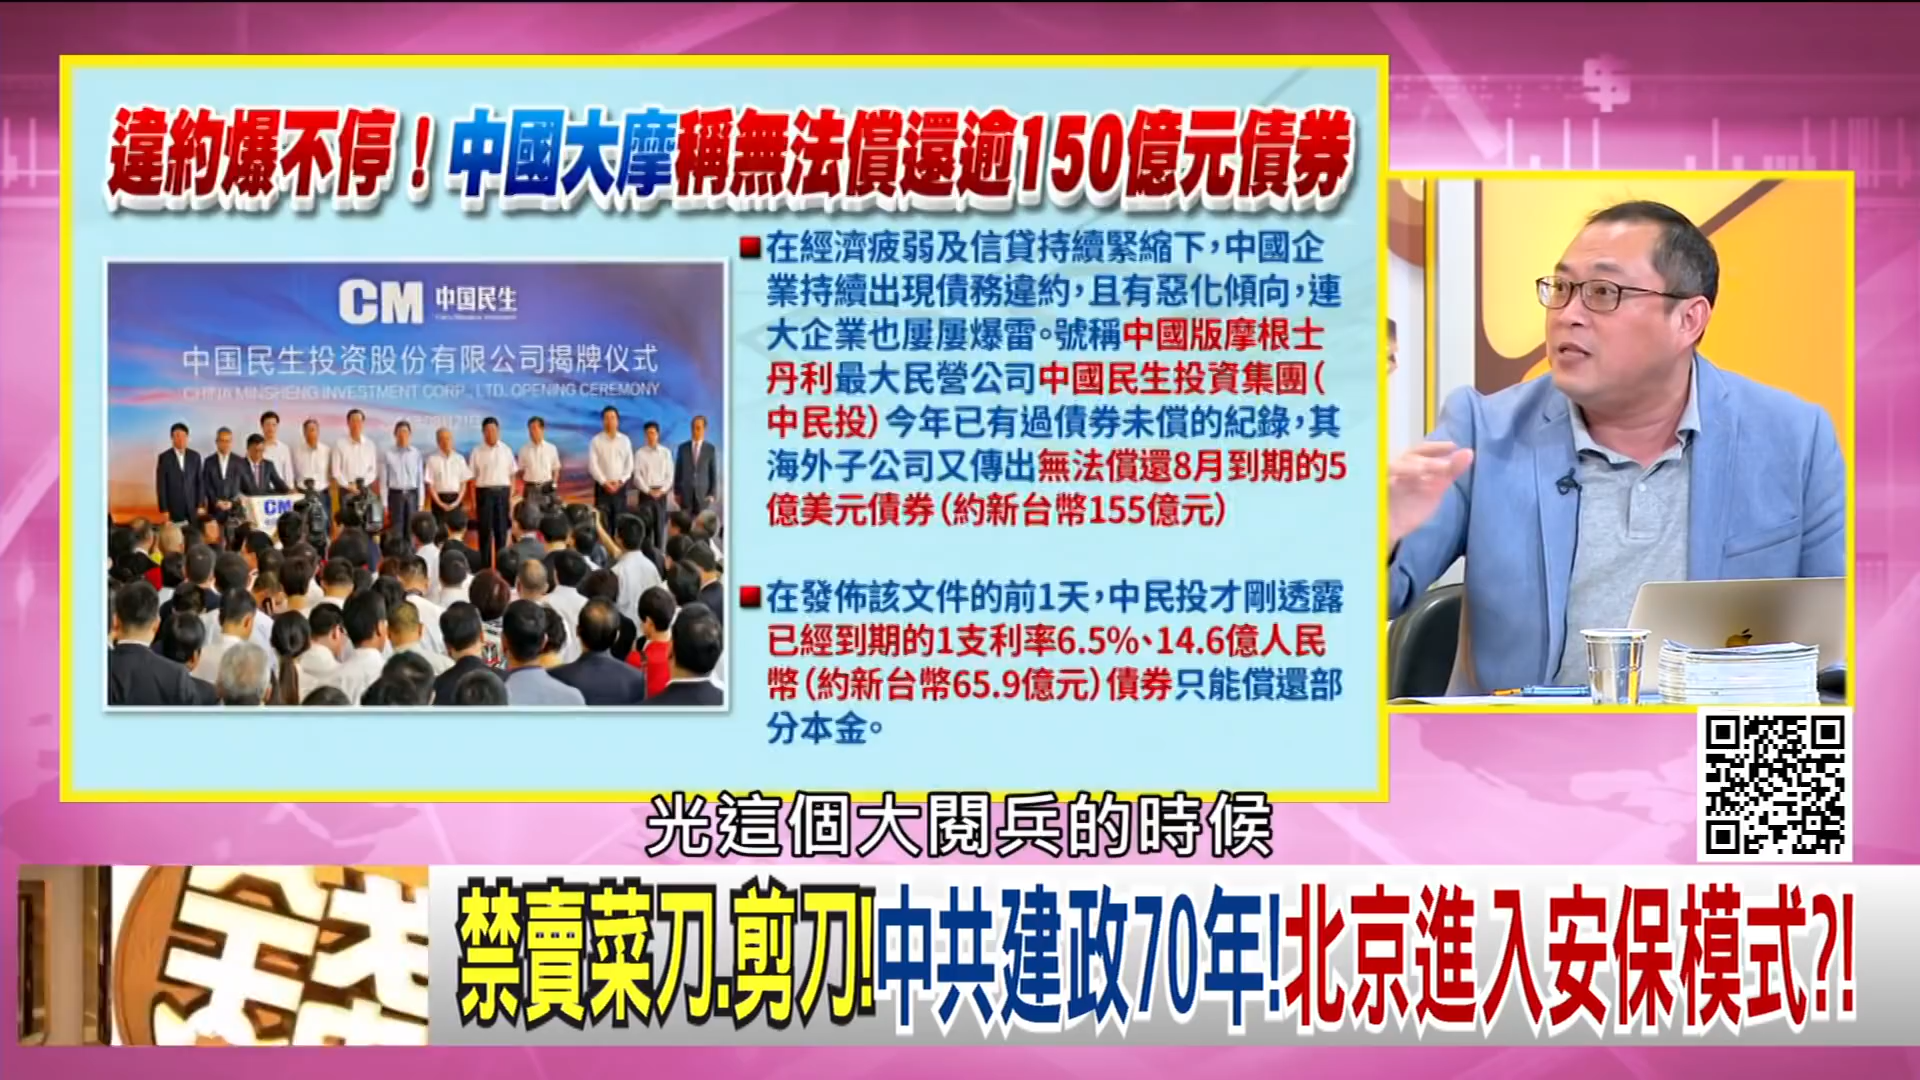 違約爆不停！中國大摩稱無法償還逾150億元債券
CM 中国民生
中国民生投资股份有限公司揭牌仪式
CHINA MINSHENG INVESTMENT CORP., LTD. OPENING CEREMONY
CM
在經濟疲弱及信貸持續緊縮下，中國企
業持續出現債務違約，且有惡化傾向，連
大企業也屢屢爆雷。號稱中國版摩根士
丹利最大民營公司中國民生投資集團（
中民投）今年已有過債券未償的紀錄，其
海外子公司又傳出無法償還8月到期的5
億美元債券（約新台幣155億元）
在發佈該文件的前1天，中民投才剛透露
已經到期的1支利率6.5%、14.6億人民
幣（約新台幣65.9億元）債券只能償還部
分本金。
光這個大閱兵的時候
禁賣菜刀.剪刀!中共建政70年!北京進入安保模式?!